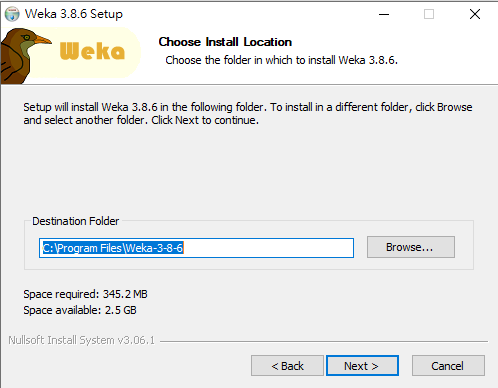 Weka 3.8.6 Setup
Weka
Choose Install Location
Choose the folder in which to install Weka 3.8.6.
Setup will install Weka 3.8.6 in the following folder. To install in a different folder, click Browse
and select another folder. Click Next to continue.
Destination Folder
C:\Program Files\Weka-3-8-6
Browse...
Space required: 345.2 MB
Space available: 2.5 GB
Nullsoft Install System v3.06.1
< Back
Next >
Cancel